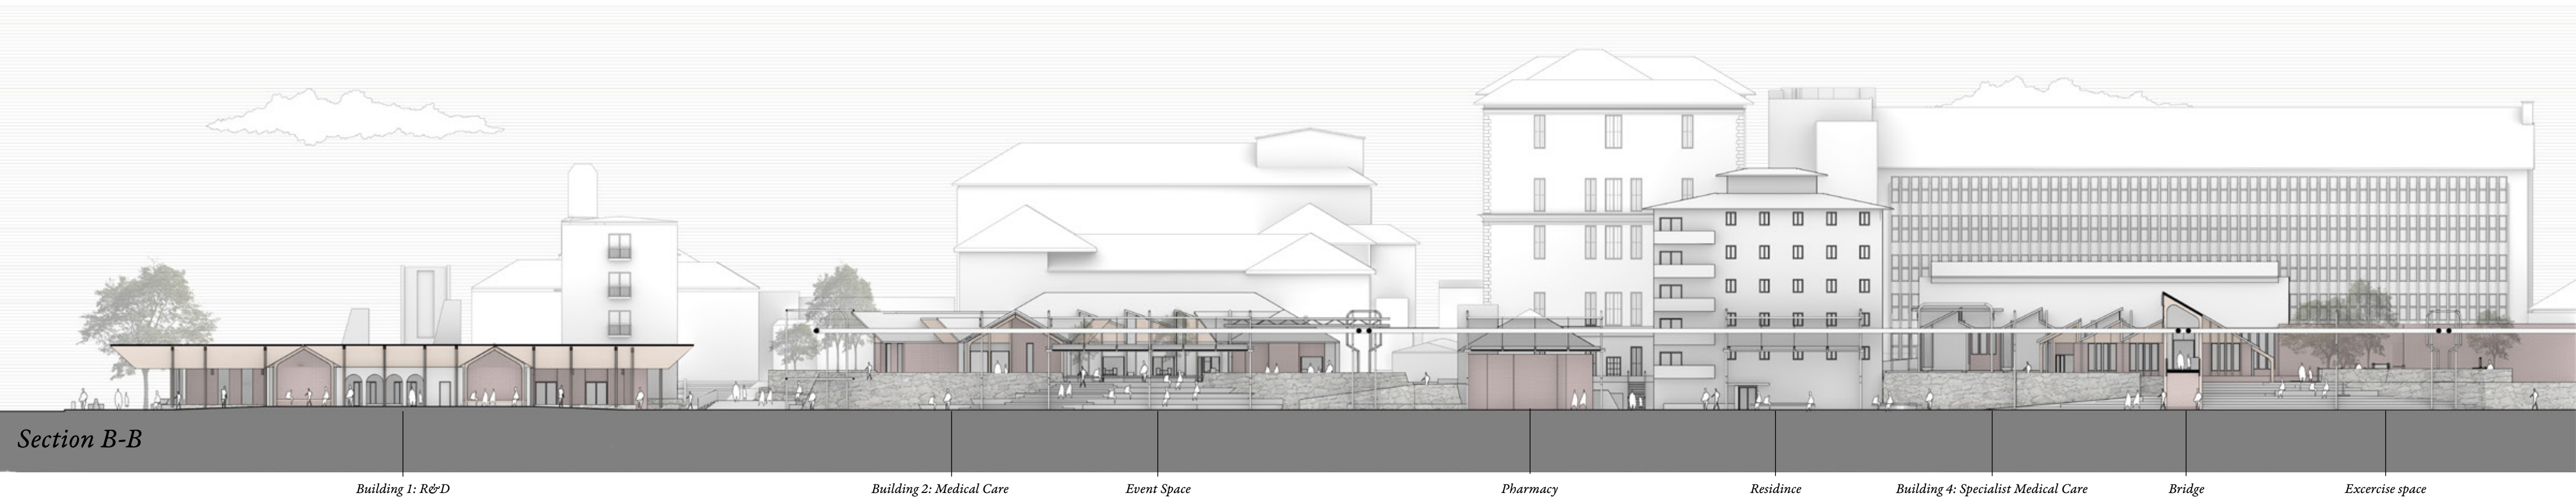 Section B-B
Building 1: R&D
Building 2: Medical Care
Event Space
Pharmacy
Residince
Building 4: Specialist Medical Care
Bridge
Excercise space